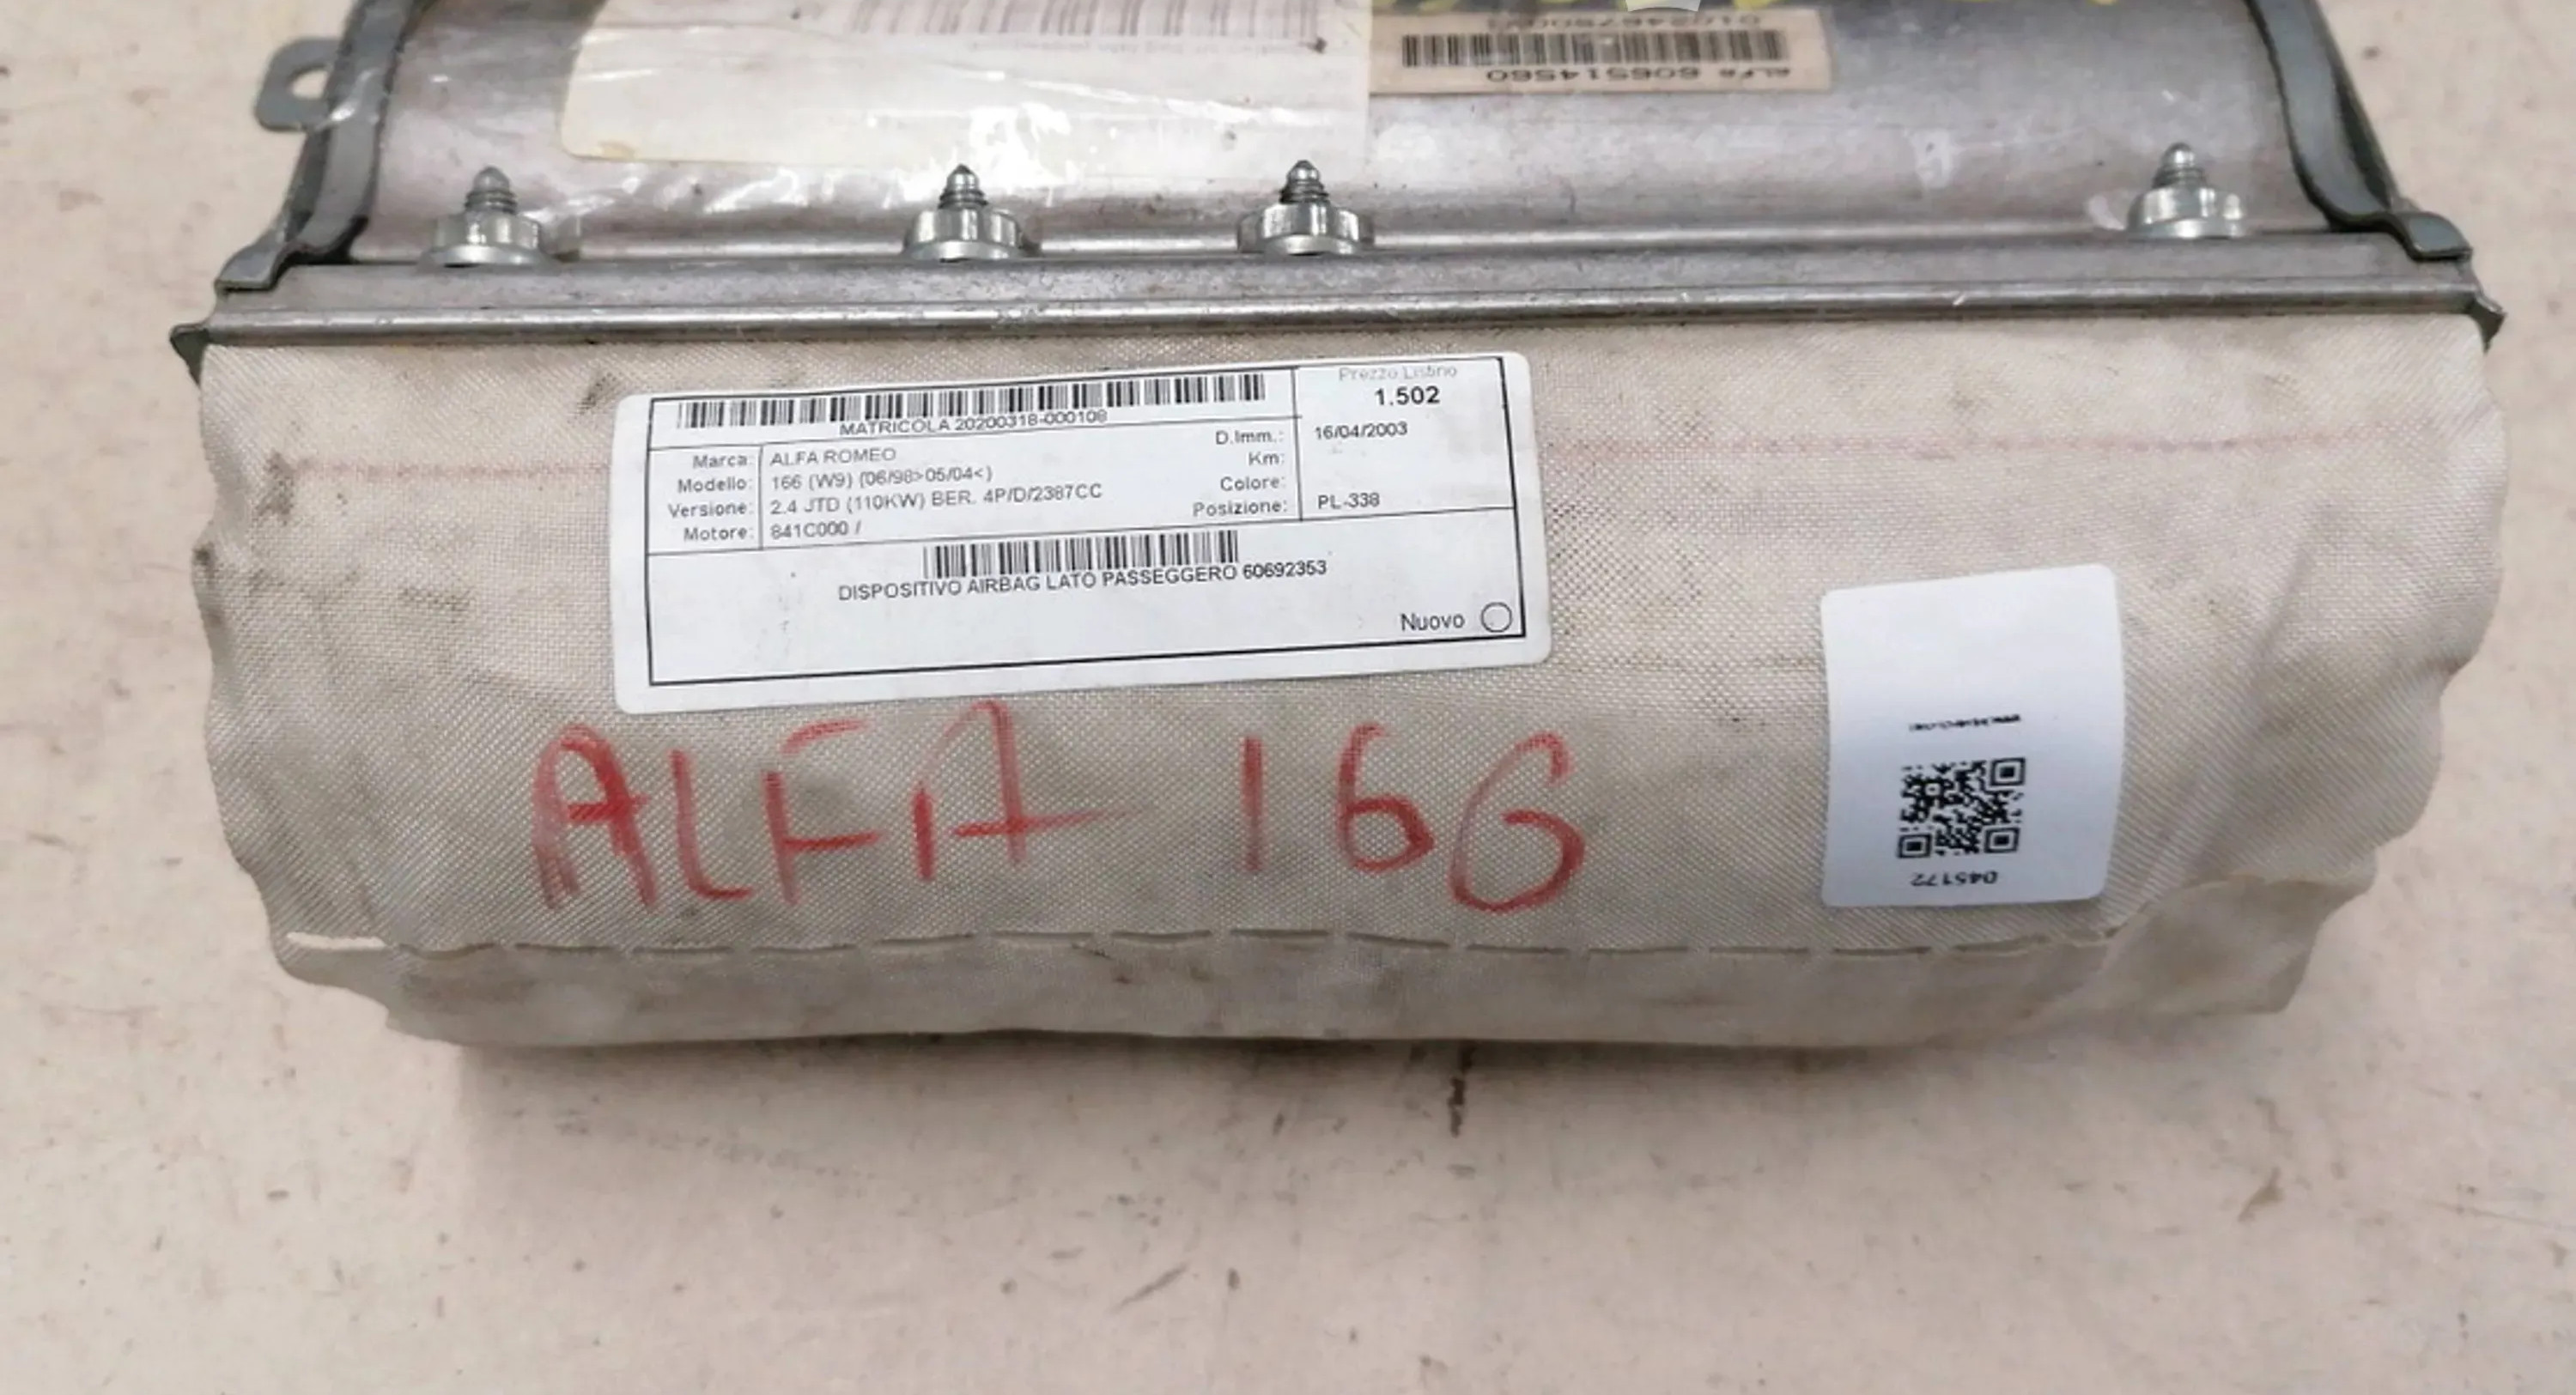 ALFA 606514560
MATRICOLA 20200318-000108
Prezzo Listino
1.502
Marca: ALFA ROMEO
D.Imm.: 16/04/2003
Modello: 166 (W9) (06/98>05/04<)
Km:
Versione: 2.4 JTD (110KW) BER. 4P/D/2387CC
Colore:
Motore: 841C000 /
Posizione: PL-338
DISPOSITIVO AIRBAG LATO PASSEGGERO 60692353
Nuovo
ALFA 166
045172